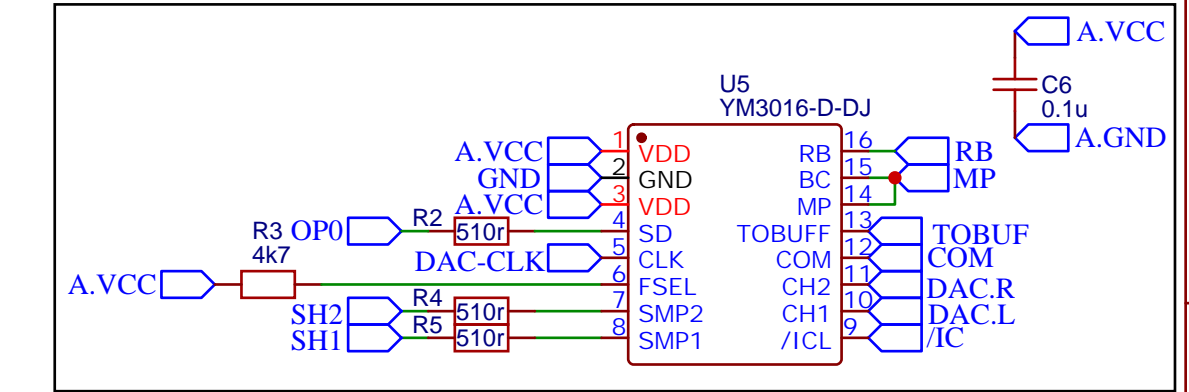 A.VCC
C6
0.1u
A.GND
U5
YM3016-D-DJ
A.VCC 1 VDD
GND 2 GND
A.VCC 3 VDD
OP0 R2 510r 4 SD
DAC-CLK 5 CLK
R3
4k7
A.VCC 6 FSEL
SH2 R4 510r 7 SMP2
SH1 R5 510r 8 SMP1
RB 16 RB
BC 15 MP
MP 14
TOBUFF 13 TOBUF
COM 12 COM
CH2 11 DAC.R
CH1 10 DAC.L
/ICL 9 /IC